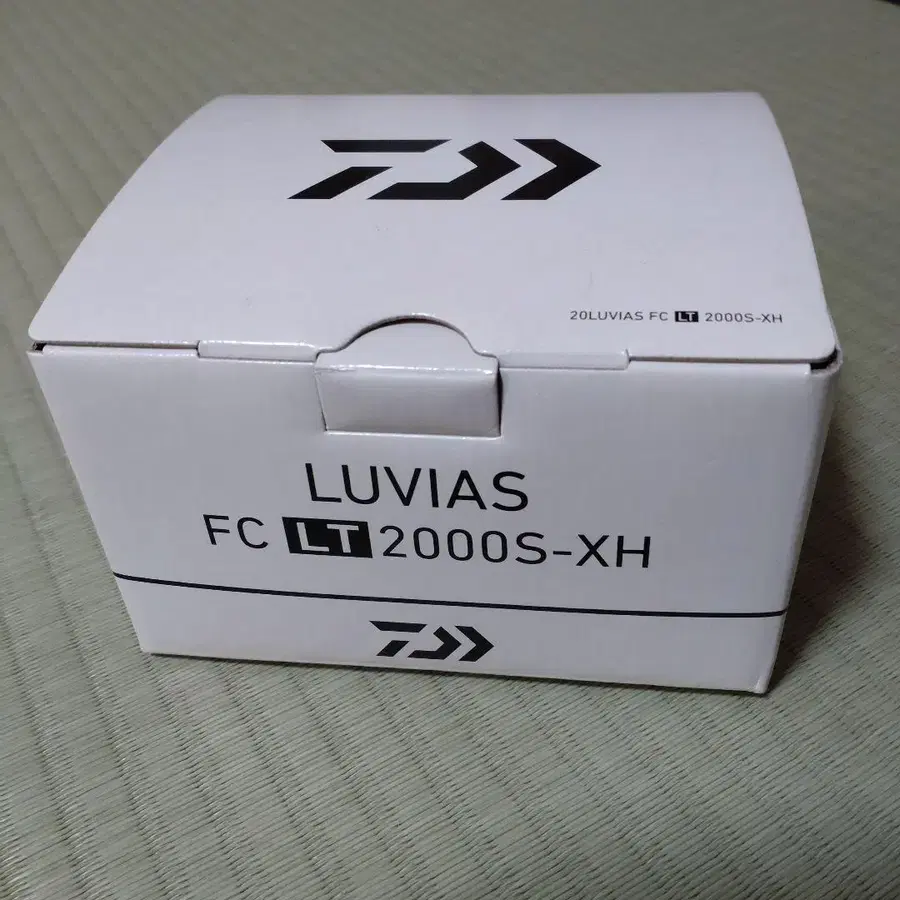 20LUVIAS FC LT 2000S-XH
LUVIAS
FC LT 2000S-XH